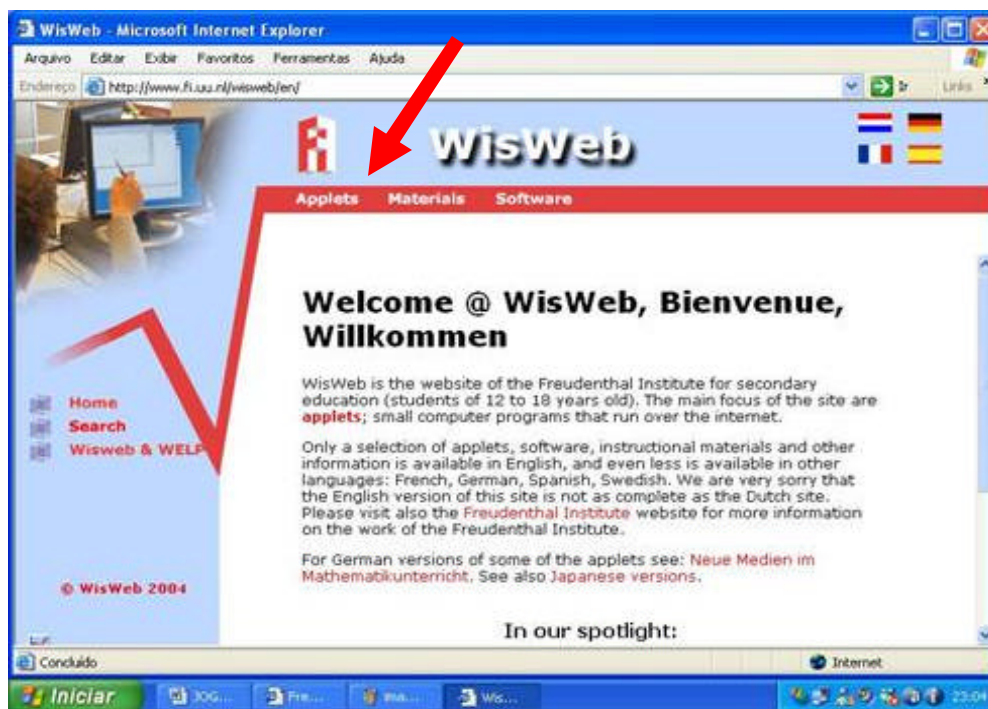 WisWeb - Microsoft Internet Explorer
Arquivo Editar Exibir Favoritos Ferramentas Ajuda
Endereço http://www.fi.uu.nl/wisweb/en/ Ir Links
WisWeb
Applets Materials Software
Welcome @ WisWeb, Bienvenue,
Willkommen
WisWeb is the website of the Freudenthal Institute for secondary
education (students of 12 to 18 years old). The main focus of the site are
applets; small computer programs that run over the internet.
Only a selection of applets, software, instructional materials and other
information is available in English, and even less is available in other
languages: French, German, Spanish, Swedish. We are very sorry that
the English version of this site is not as complete as the Dutch site.
Please visit also the Freudenthal Institute website for more information
on the work of the Freudenthal Institute.
For German versions of some of the applets see: Neue Medien im
Mathematikunterricht. See also Japanese versions.
In our spotlight:
Home
Search
Wisweb & WELP
© WisWeb 2004
Concluído Internet
Iniciar JOG... Fre... ma... Wis... 23:04